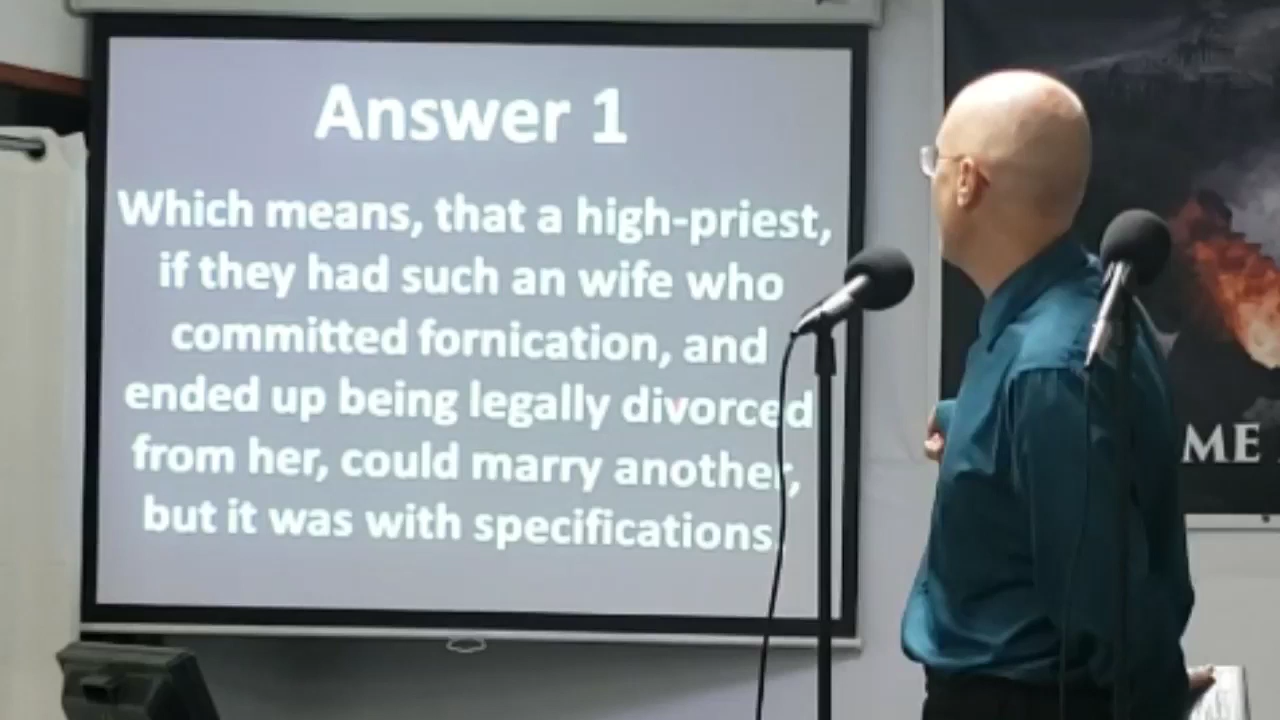 Answer 1
Which means, that a high-priest,
if they had such an wife who
committed fornication, and
ended up being legally divorced
from her, could marry another,
but it was with specifications.
ME